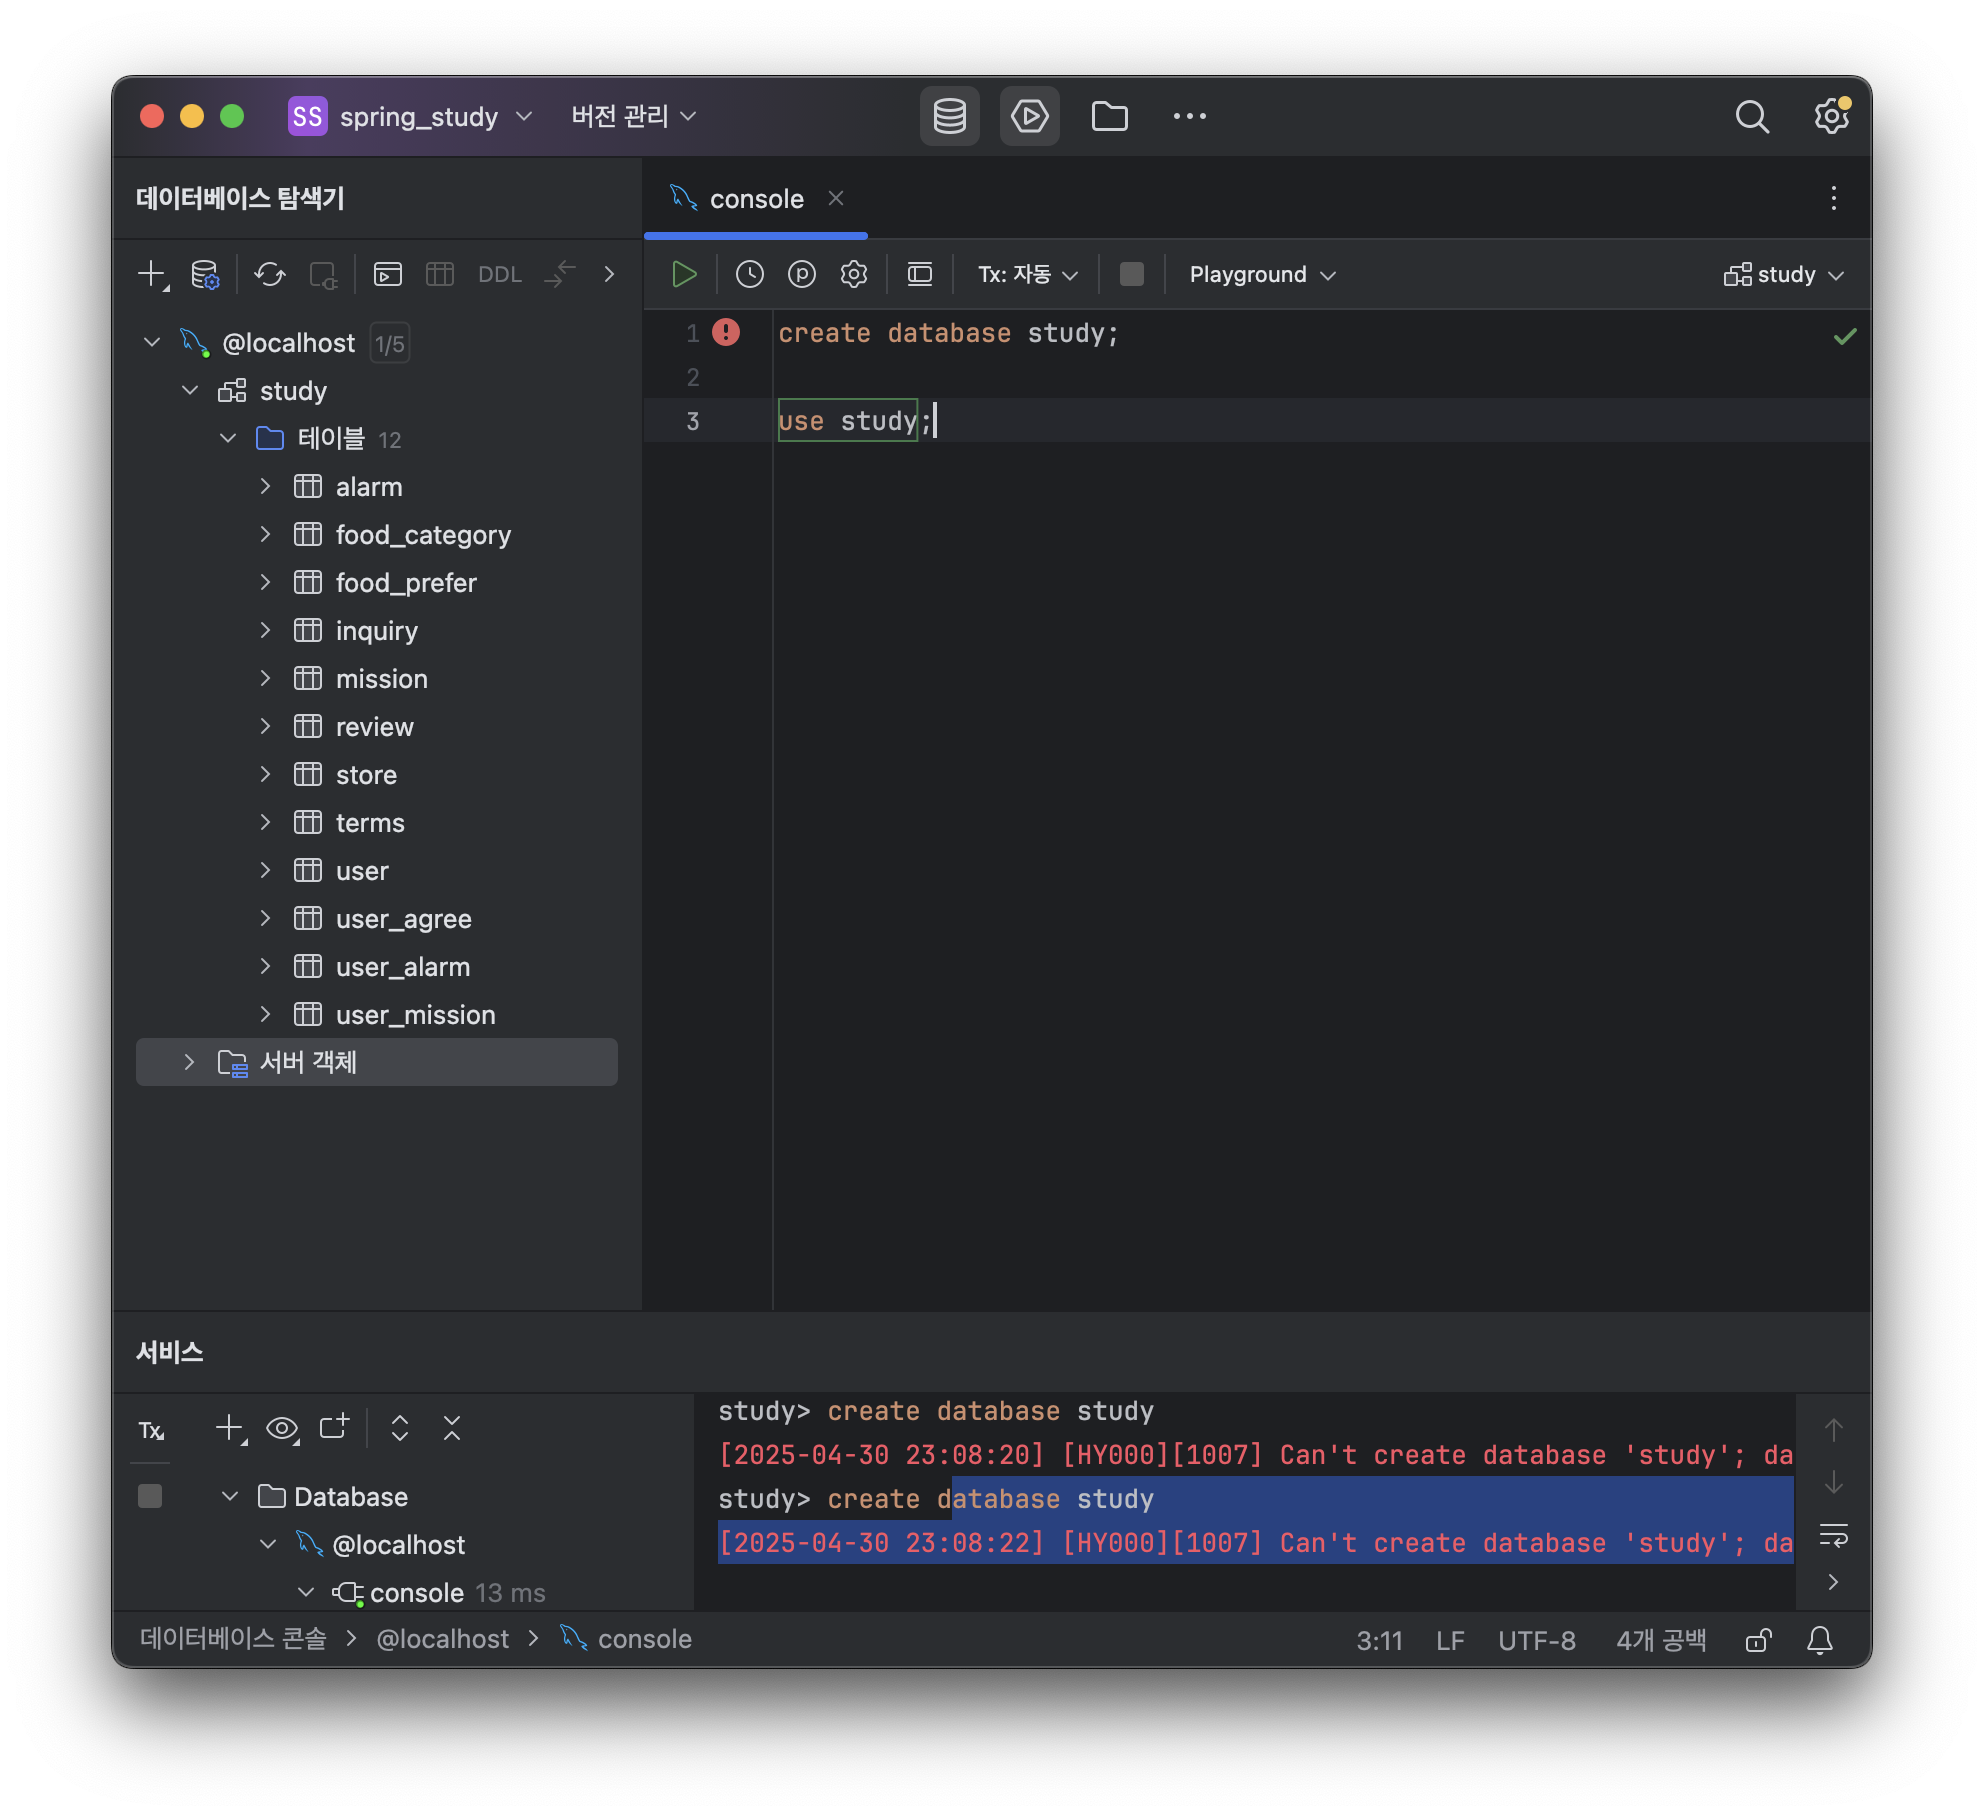 SS spring_study 버전 관리
데이터베이스 탐색기
console
DDL
Tx: 자동 Playground study
@localhost 1/5
study
테이블 12
alarm
food_category
food_prefer
inquiry
mission
review
store
terms
user
user_agree
user_alarm
user_mission
서버 객체
1 create database study;
2
3 use study;
서비스
Tx
Database
@localhost
console 13 ms
study> create database study
[2025-04-30 23:08:20] [HY000][1007] Can't create database 'study'; da
study> create database study
[2025-04-30 23:08:22] [HY000][1007] Can't create database 'study'; da
데이터베이스 콘솔 > @localhost > console
3:11 LF UTF-8 4개 공백